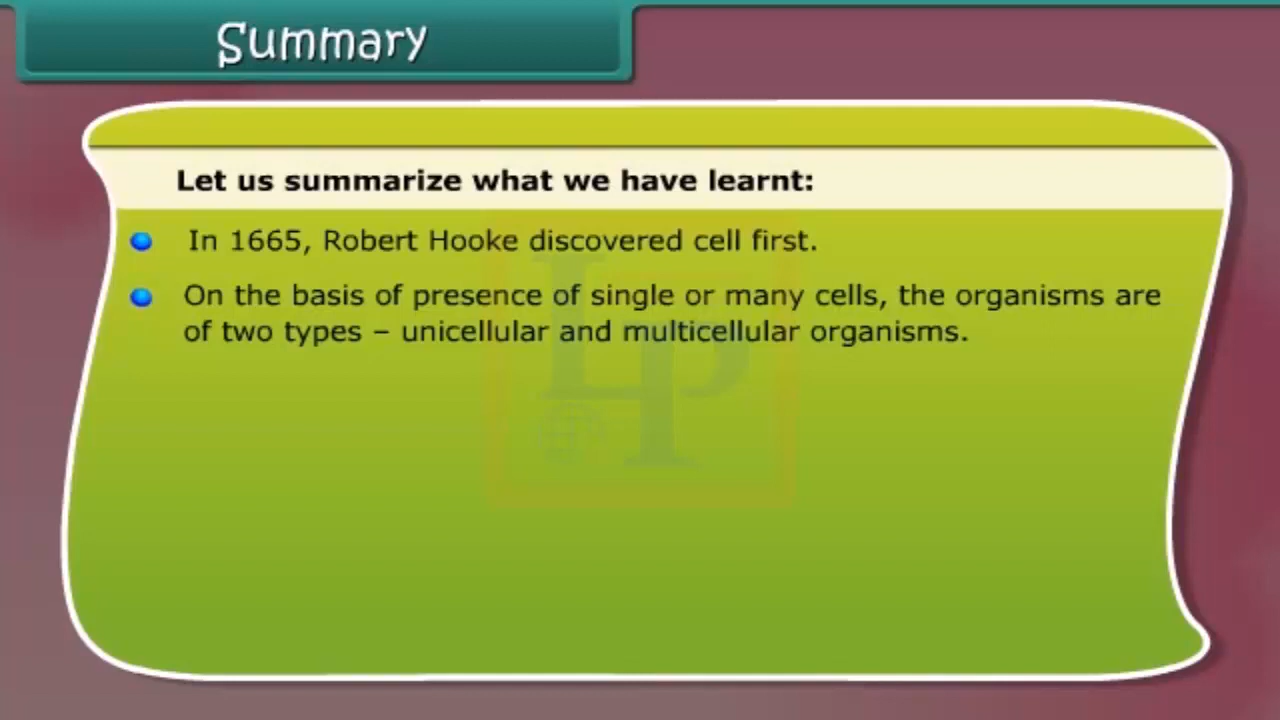 Summary
Let us summarize what we have learnt:
In 1665, Robert Hooke discovered cell first.
On the basis of presence of single or many cells, the organisms are
of two types – unicellular and multicellular organisms.
LP